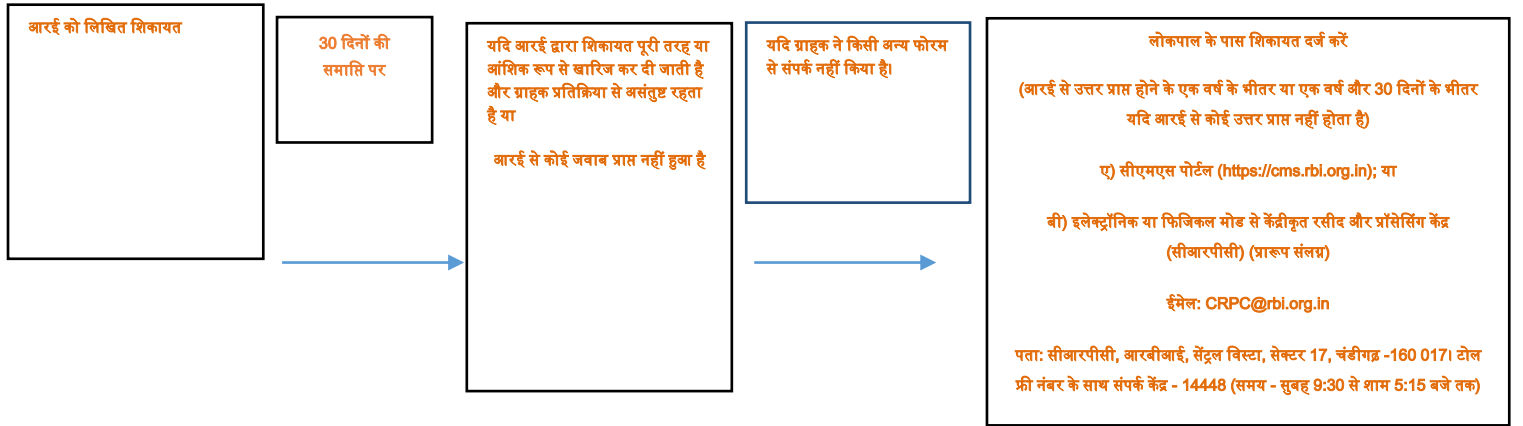 आरई को लिखित शिकायत
30 दिनों की
समाप्ति पर
यदि आरई द्वारा शिकायत पूरी तरह या
आंशिक रूप से खारिज कर दी जाती है
और ग्राहक प्रतिक्रिया से असंतुष्ट रहता
है या
आरई से कोई जवाब प्राप्त नहीं हुआ है
यदि ग्राहक ने किसी अन्य फोरम
से संपर्क नहीं किया है।
लोकपाल के पास शिकायत दर्ज करें
(आरई से उत्तर प्राप्त होने के एक वर्ष के भीतर या एक वर्ष और 30 दिनों के भीतर
यदि आरई से कोई उत्तर प्राप्त नहीं होता है)
ए) सीएमएस पोर्टल (https://cms.rbi.org.in); या
बी) इलेक्ट्रॉनिक या फिजिकल मोड से केंद्रीकृत रसीद और प्रॉसेसिंग केंद्र
(सीआरपीसी) (प्रारूप संलग्न)
ईमेल: CRPC@rbi.org.in
पता: सीआरपीसी, आरबीआई, सेंट्रल विस्टा, सेक्टर 17, चंडीगढ़ -160 017। टोल
फ्री नंबर के साथ संपर्क केंद्र - 14448 (समय - सुबह 9:30 से शाम 5:15 बजे तक)